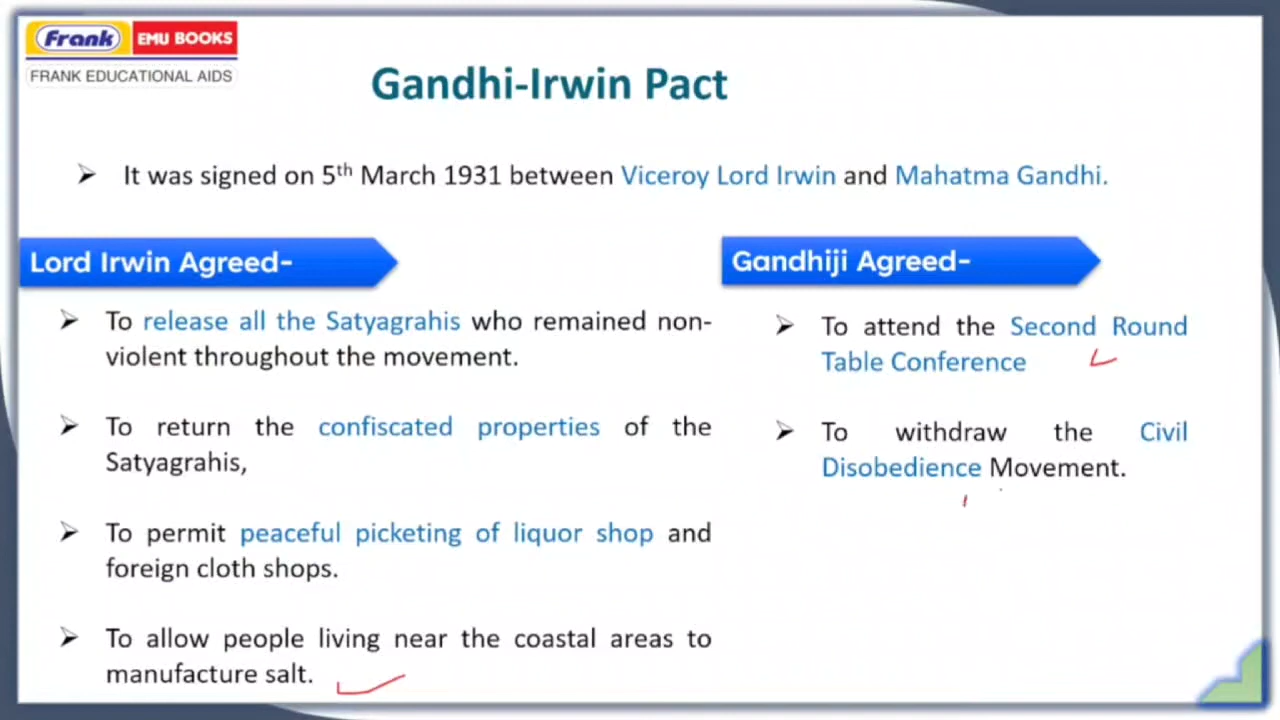 Frank EMU BOOKS
FRANK EDUCATIONAL AIDS
Gandhi-Irwin Pact
➢ It was signed on 5th March 1931 between Viceroy Lord Irwin and Mahatma Gandhi.
Lord Irwin Agreed-
➢ To release all the Satyagrahis who remained non-
violent throughout the movement.
➢ To return the confiscated properties of the
Satyagrahis,
➢ To permit peaceful picketing of liquor shop and
foreign cloth shops.
➢ To allow people living near the coastal areas to
manufacture salt.
Gandhiji Agreed-
➢ To attend the Second Round
Table Conference
➢ To withdraw the Civil
Disobedience Movement.